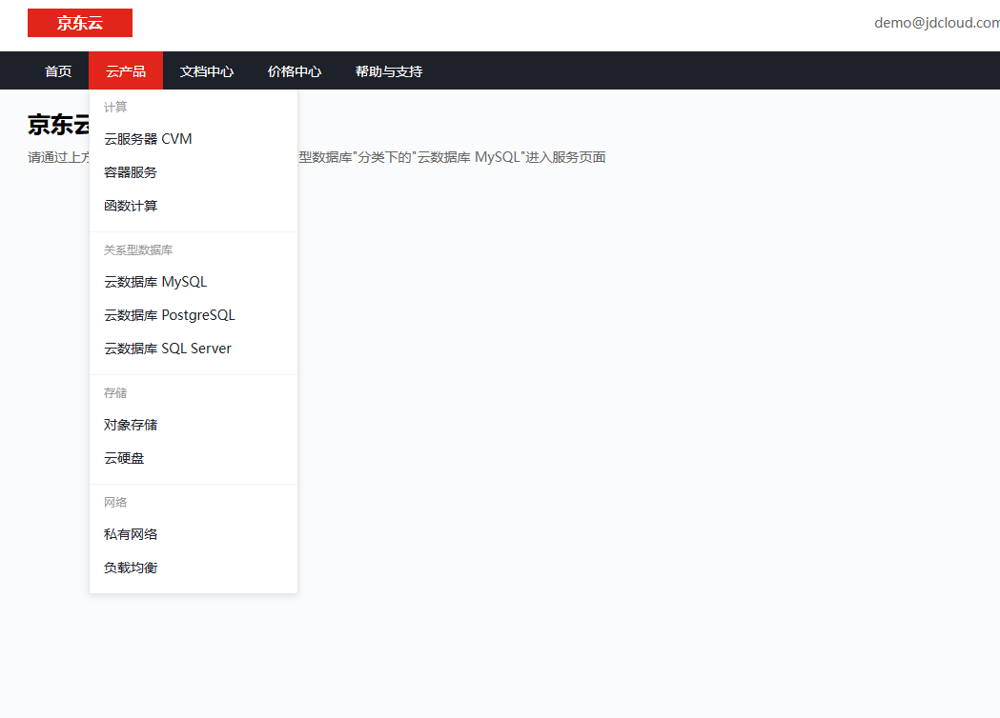 京东云
demo@jdcloud.com
首页 云产品 文档中心 价格中心 帮助与支持
京东云
请通过上方
型数据库"分类下的"云数据库 MySQL"进入服务页面
计算
云服务器 CVM
容器服务
函数计算
关系型数据库
云数据库 MySQL
云数据库 PostgreSQL
云数据库 SQL Server
存储
对象存储
云硬盘
网络
私有网络
负载均衡